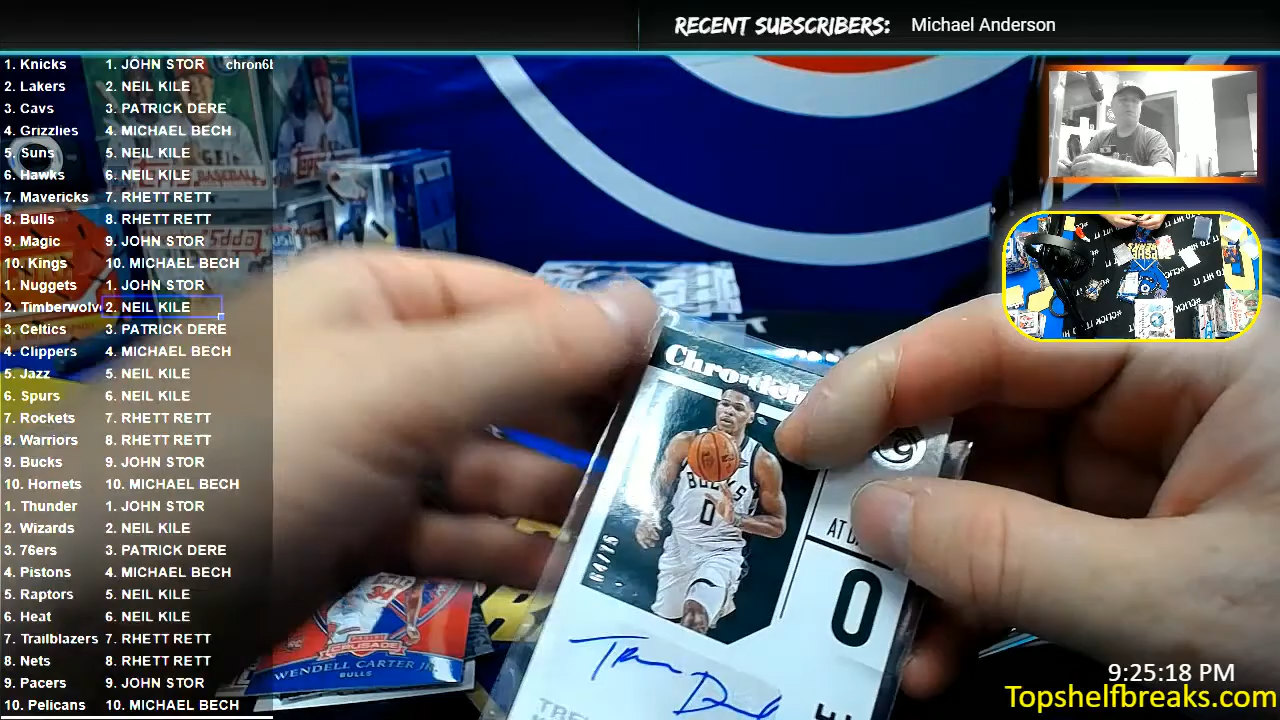 RECENT SUBSCRIBERS: Michael Anderson
1. Knicks 1. JOHN STOR chron6b
2. Lakers 2. NEIL KILE
3. Cavs 3. PATRICK DERE
4. Grizzlies 4. MICHAEL BECH
5. Suns 5. NEIL KILE
6. Hawks 6. NEIL KILE
7. Mavericks 7. RHETT RETT
8. Bulls 8. RHETT RETT
9. Magic 9. JOHN STOR
10. Kings 10. MICHAEL BECH
1. Nuggets 1. JOHN STOR
2. Timberwolv 2. NEIL KILE
3. Celtics 3. PATRICK DERE
4. Clippers 4. MICHAEL BECH
5. Jazz 5. NEIL KILE
6. Spurs 6. NEIL KILE
7. Rockets 7. RHETT RETT
8. Warriors 8. RHETT RETT
9. Bucks 9. JOHN STOR
10. Hornets 10. MICHAEL BECH
1. Thunder 1. JOHN STOR
2. Wizards 2. NEIL KILE
3. 76ers 3. PATRICK DERE
4. Pistons 4. MICHAEL BECH
5. Raptors 5. NEIL KILE
6. Heat 6. NEIL KILE
7. Trailblazers 7. RHETT RETT
8. Nets 8. RHETT RETT
9. Pacers 9. JOHN STOR
10. Pelicans 10. MICHAEL BECH
BASEBALL
BUCKS
0
0
PANINI
CRUSADE
WENDELL CARTER JR.
BULLS
9:25:18 PM
Topshelfbreaks.com